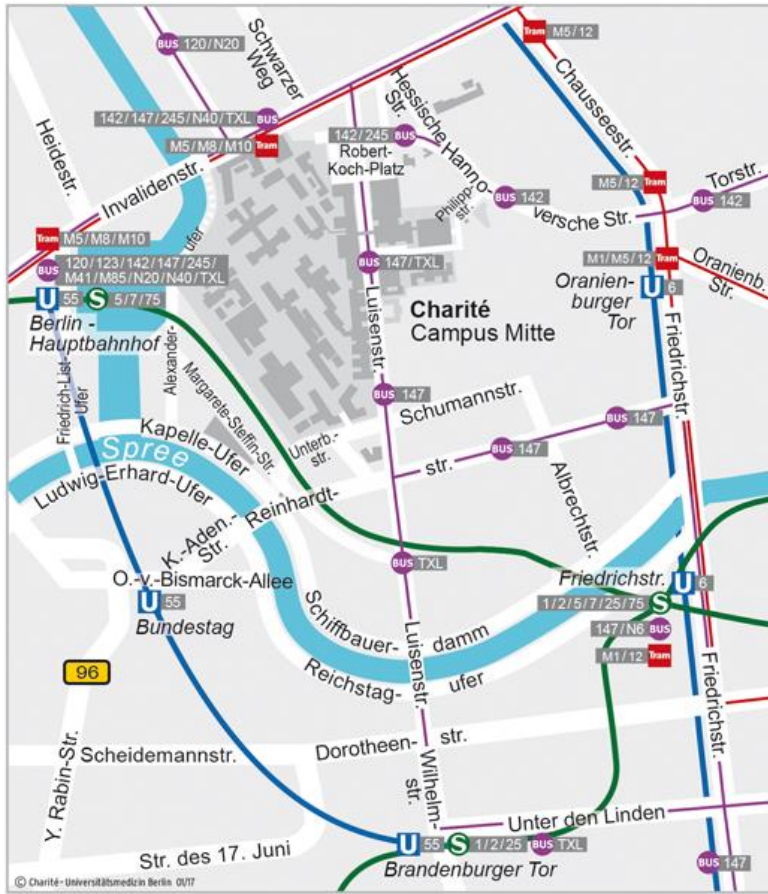 Tram M5/12
BUS 120/N20
Schwarzer
Weg
Chausseestr.
Hessische
Str.
142/147/245/N40/TXL BUS
M5/M8/M10 Tram
142/245 BUS
Robert-
Koch-Platz
Heidestr.
Invalidenstr.
Hanno-
versche Str.
Philipp-
str.
BUS 142
M5/12 Tram
Torstr.
BUS 142
Tram M5/M8/M10
ufer
BUS 120/123/142/147/245/
M41/M85/N20/N40/TXL
BUS 147/TXL
M1/M5/12 Tram
Oranienb.
Str.
U 55 S 5/7/75
Berlin -
Hauptbahnhof
Oranien-
burger
Tor
U 6
Luisenstr.
Charité
Campus Mitte
Friedrichstr.
Alexander-
Friedrich-List-
Ufer
Margarete-Steffin-Str.
BUS 147
Schumannstr.
BUS 147
BUS 147
Kapelle-Ufer
Spree
Unterb.-
str.
str.
Ludwig-Erhard-Ufer
Reinhardt-
K.-Aden.-
Str.
Albrechtstr.
O.-v.-Bismarck-Allee
BUS TXL
Friedrichstr.
U 6
U 55
Bundestag
1/2/5/7/25/75 S
147/N6 BUS
M1/12 Tram
Schiffbauer-
damm
Reichstag-
ufer
Luisenstr.
96
Friedrichstr.
Y. Rabin-Str.
Scheidemannstr.
Dorotheen-
str.
Wilhelm-
str.
Unter den Linden
Str. des 17. Juni
U 55 S 1/2/25 BUS TXL
Brandenburger Tor
BUS 147
© Charité - Universitätsmedizin Berlin 01/17